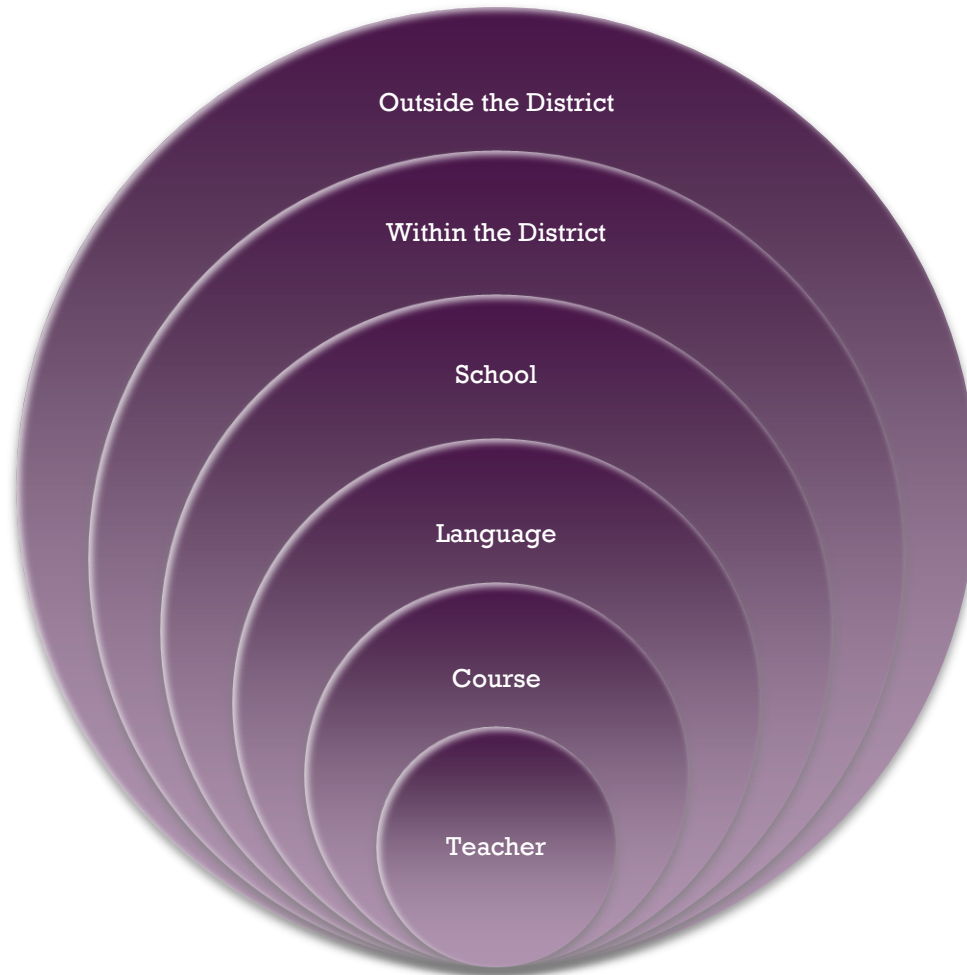 Outside the District
Within the District
School
Language
Course
Teacher